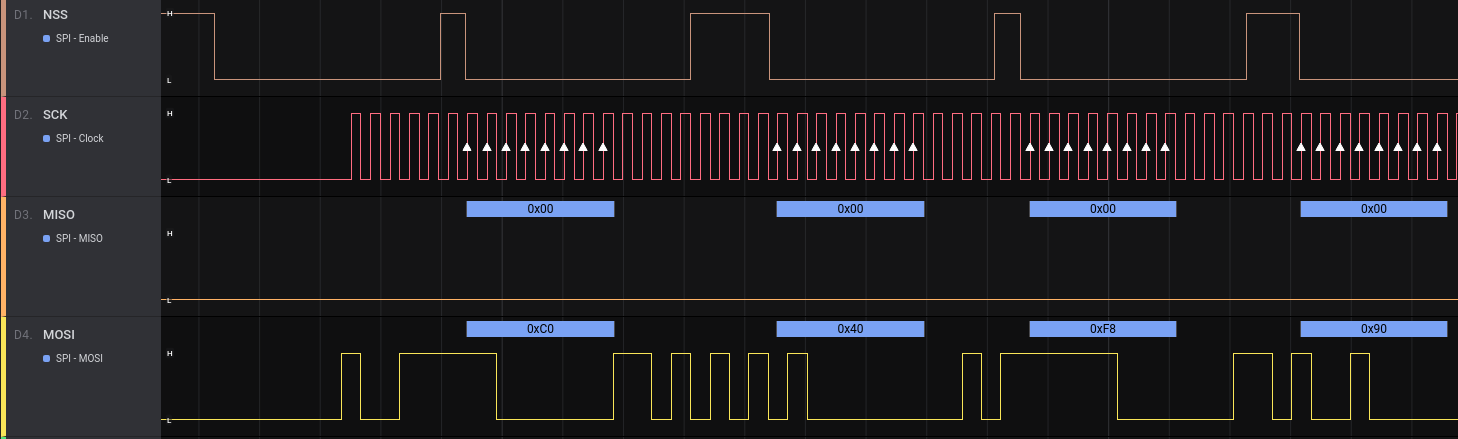 D1. NSS
SPI - Enable
H
L
D2. SCK
SPI - Clock
H
L
D3. MISO
SPI - MISO
0x00 0x00 0x00 0x00
H
L
D4. MOSI
SPI - MOSI
0xC0 0x40 0xF8 0x90
H
L